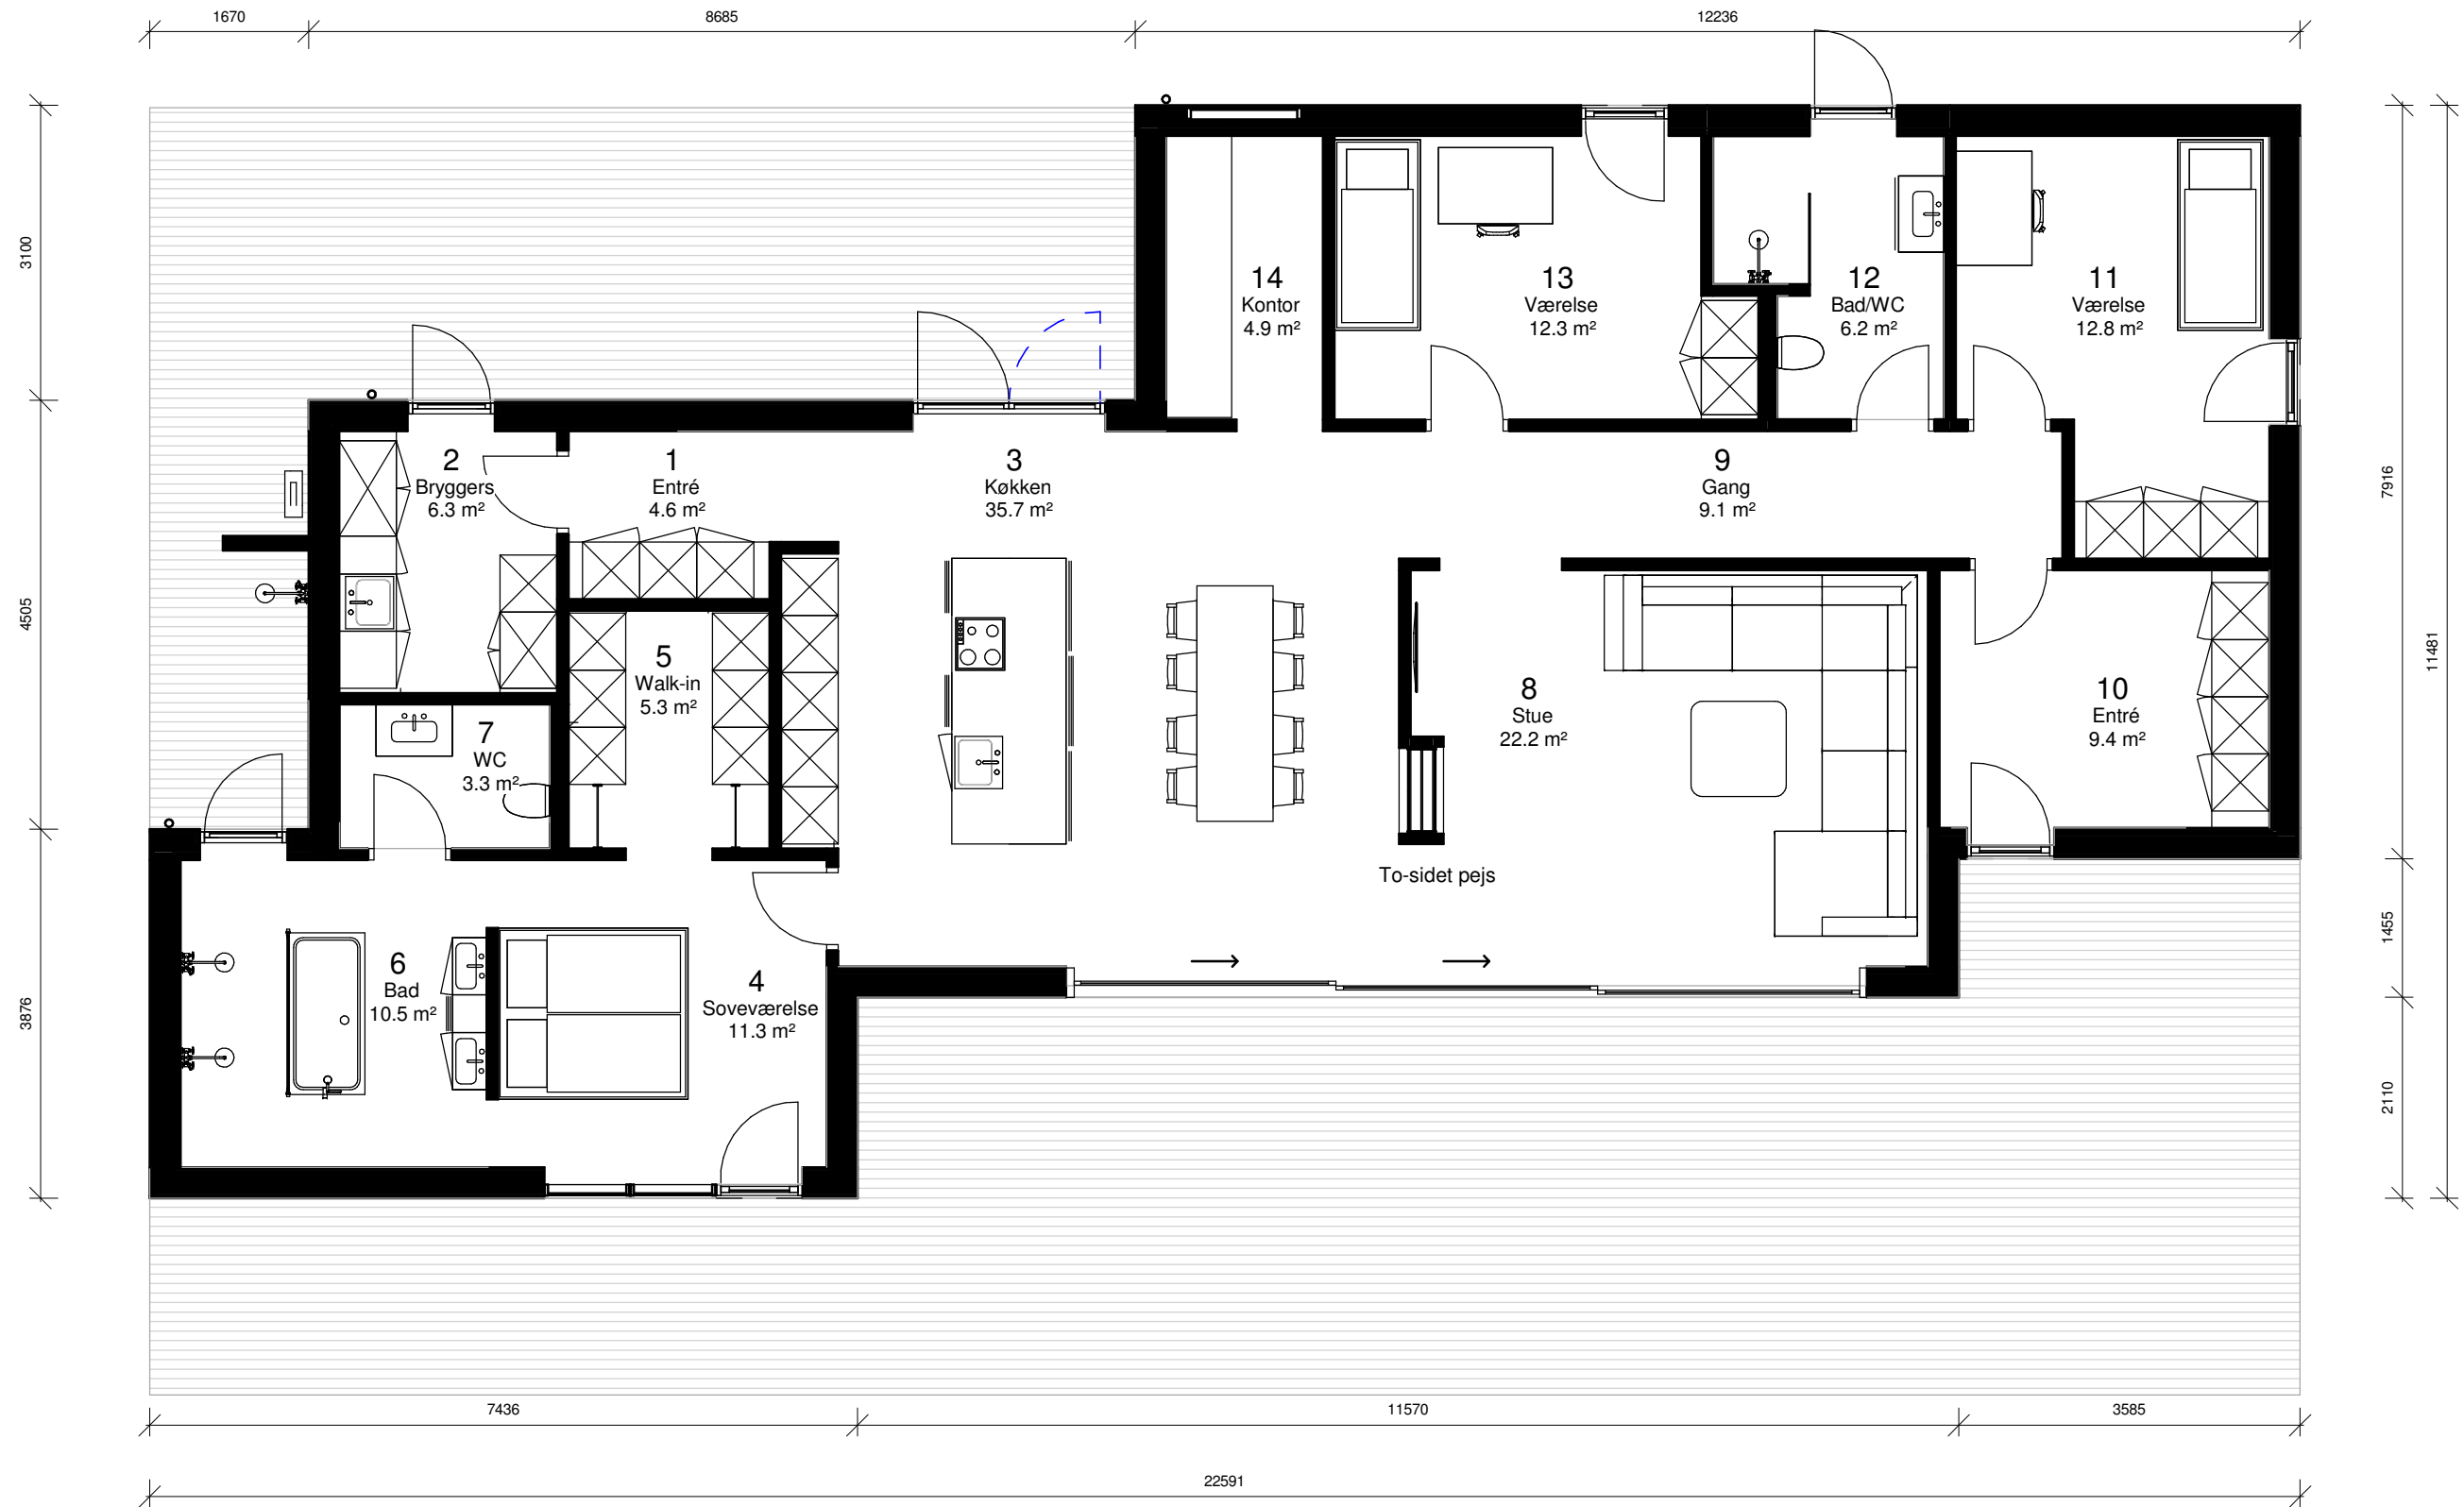 1670
8685
12236
3100
4505
3876
7916
11481
1455
2110
14
Kontor
4.9 m²
13
Værelse
12.3 m²
12
Bad/WC
6.2 m²
11
Værelse
12.8 m²
2
Bryggers
6.3 m²
1
Entré
4.6 m²
3
Køkken
35.7 m²
9
Gang
9.1 m²
5
Walk-in
5.3 m²
7
WC
3.3 m²
8
Stue
22.2 m²
10
Entré
9.4 m²
To-sidet pejs
6
Bad
10.5 m²
4
Soveværelse
11.3 m²
7436
11570
3585
22591